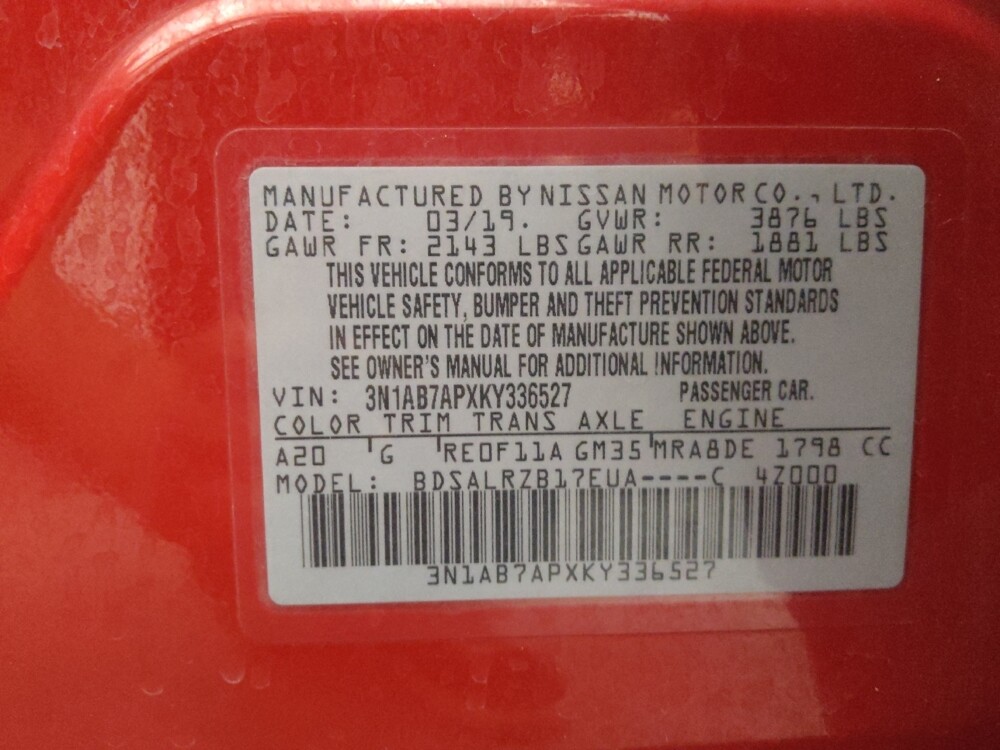 MANUFACTURED BY NISSAN MOTOR CO., LTD.
DATE: 03/19. GVWR: 3876 LBS
GAWR FR: 2143 LBS GAWR RR: 1881 LBS
THIS VEHICLE CONFORMS TO ALL APPLICABLE FEDERAL MOTOR
VEHICLE SAFETY, BUMPER AND THEFT PREVENTION STANDARDS
IN EFFECT ON THE DATE OF MANUFACTURE SHOWN ABOVE.
SEE OWNER'S MANUAL FOR ADDITIONAL INFORMATION.
VIN: 3N1AB7APXKY336527 PASSENGER CAR.
COLOR TRIM TRANS AXLE ENGINE
A20 G RE0F11A GM35 MRA8DE 1798 CC
MODEL: BDSALRZB17EUA----C 4Z000
3N1AB7APXKY336527